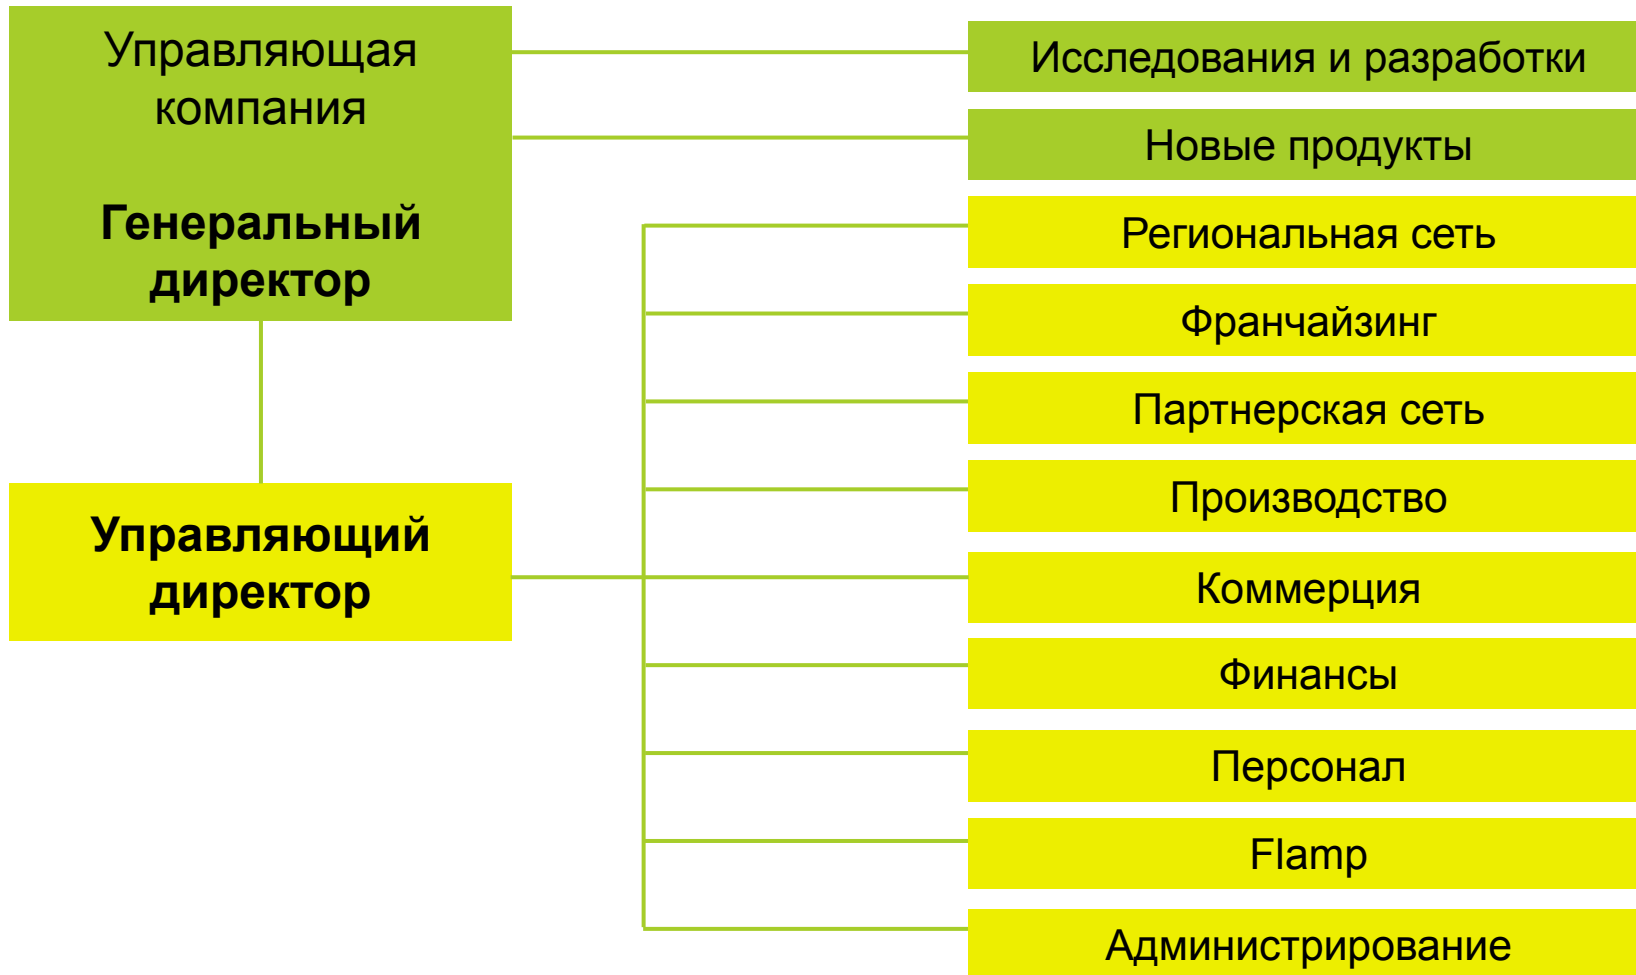 Управляющая
компания
Генеральный
директор
Управляющий
директор
Исследования и разработки
Новые продукты
Региональная сеть
Франчайзинг
Партнерская сеть
Производство
Коммерция
Финансы
Персонал
Flamp
Администрирование